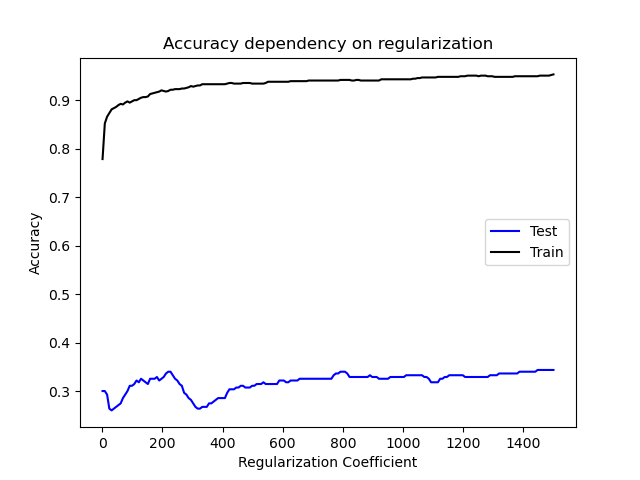 Accuracy dependency on regularization
0.9
0.8
0.7
0.6
0.5
0.4
0.3
Accuracy
Test
Train
0 200 400 600 800 1000 1200 1400
Regularization Coefficient